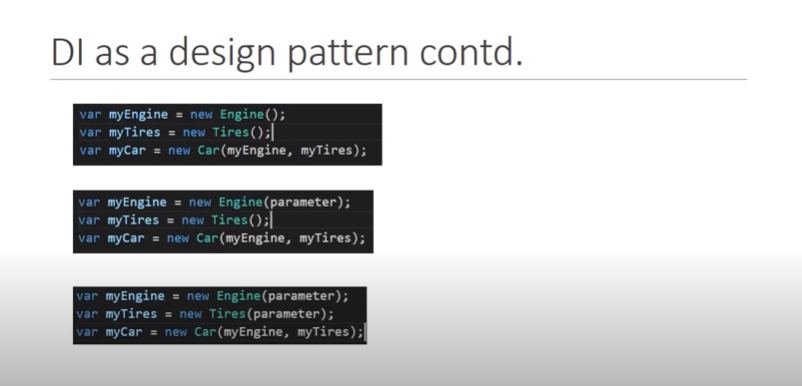 DI as a design pattern contd.
var myEngine = new Engine();
var myTires = new Tires();
var myCar = new Car(myEngine, myTires);
var myEngine = new Engine(parameter);
var myTires = new Tires();
var myCar = new Car(myEngine, myTires);
var myEngine = new Engine(parameter);
var myTires = new Tires(parameter);
var myCar = new Car(myEngine, myTires);